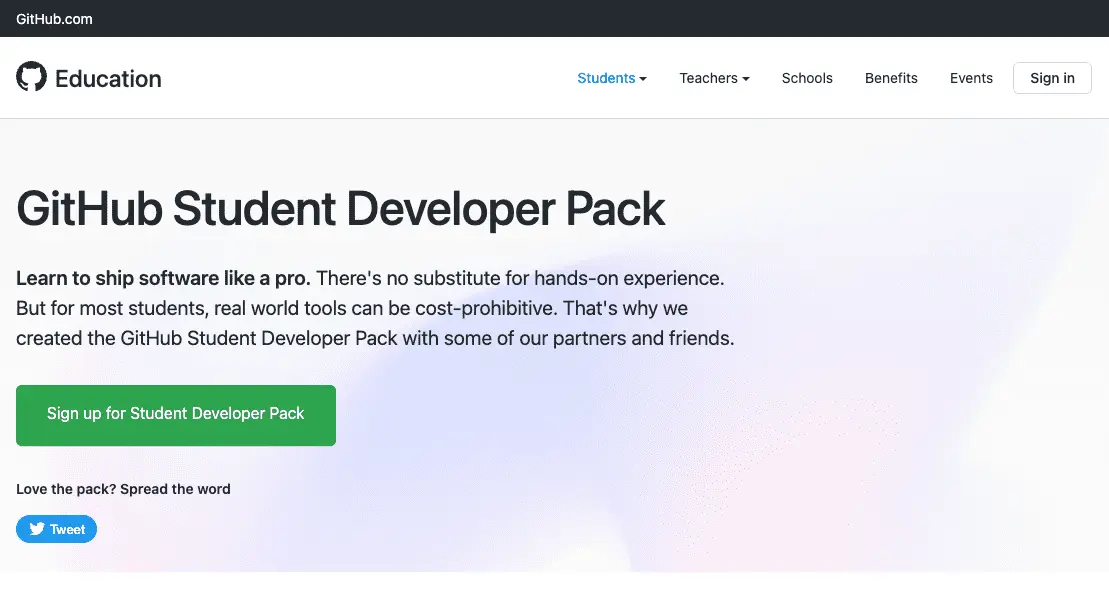 GitHub.com
Education
Students
Teachers
Schools
Benefits
Events
Sign in
GitHub Student Developer Pack
Learn to ship software like a pro. There's no substitute for hands-on experience.
But for most students, real world tools can be cost-prohibitive. That's why we
created the GitHub Student Developer Pack with some of our partners and friends.
Sign up for Student Developer Pack
Love the pack? Spread the word
Tweet